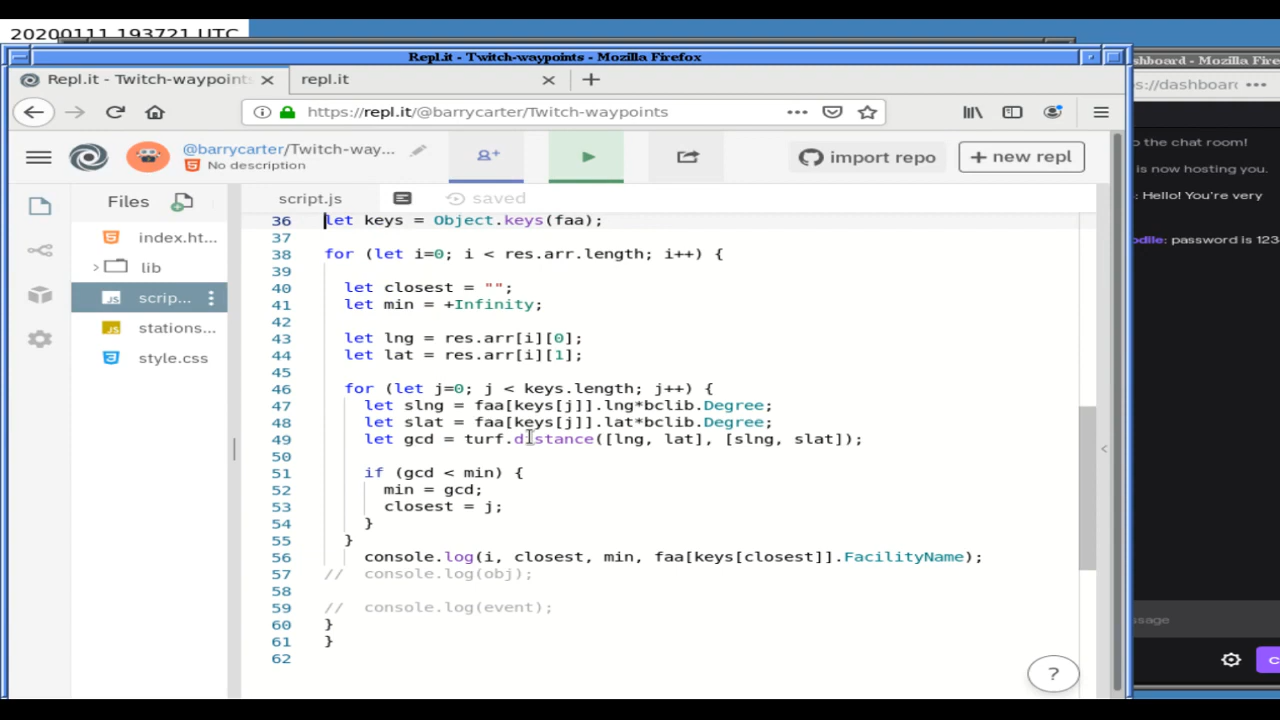 20200111 193721 UTC
Repl.it - Twitch-waypoints - Mozilla Firefox
shboard - Mozilla Fire
Repl.it - Twitch-waypoints
repl.it
https://repl.it/@barrycarter/Twitch-waypoints
s://dashboard
@barrycarter/Twitch-way...
No description
import repo
+ new repl
o the chat room!
is now hosting you.
: Hello! You're very
odile: password is 123
Files
script.js
saved
index.ht...
lib
scrip...
stations...
style.css
36 let keys = Object.keys(faa);
37
38 for (let i=0; i < res.arr.length; i++) {
39
40 let closest = "";
41 let min = +Infinity;
42
43 let lng = res.arr[i][0];
44 let lat = res.arr[i][1];
45
46 for (let j=0; j < keys.length; j++) {
47 let slng = faa[keys[j]].lng*bclib.Degree;
48 let slat = faa[keys[j]].lat*bclib.Degree;
49 let gcd = turf.distance([lng, lat], [slng, slat]);
50
51 if (gcd < min) {
52 min = gcd;
53 closest = j;
54 }
55 }
56 console.log(i, closest, min, faa[keys[closest]].FacilityName);
57 // console.log(obj);
58
59 // console.log(event);
60 }
61 }
62
ssage
?